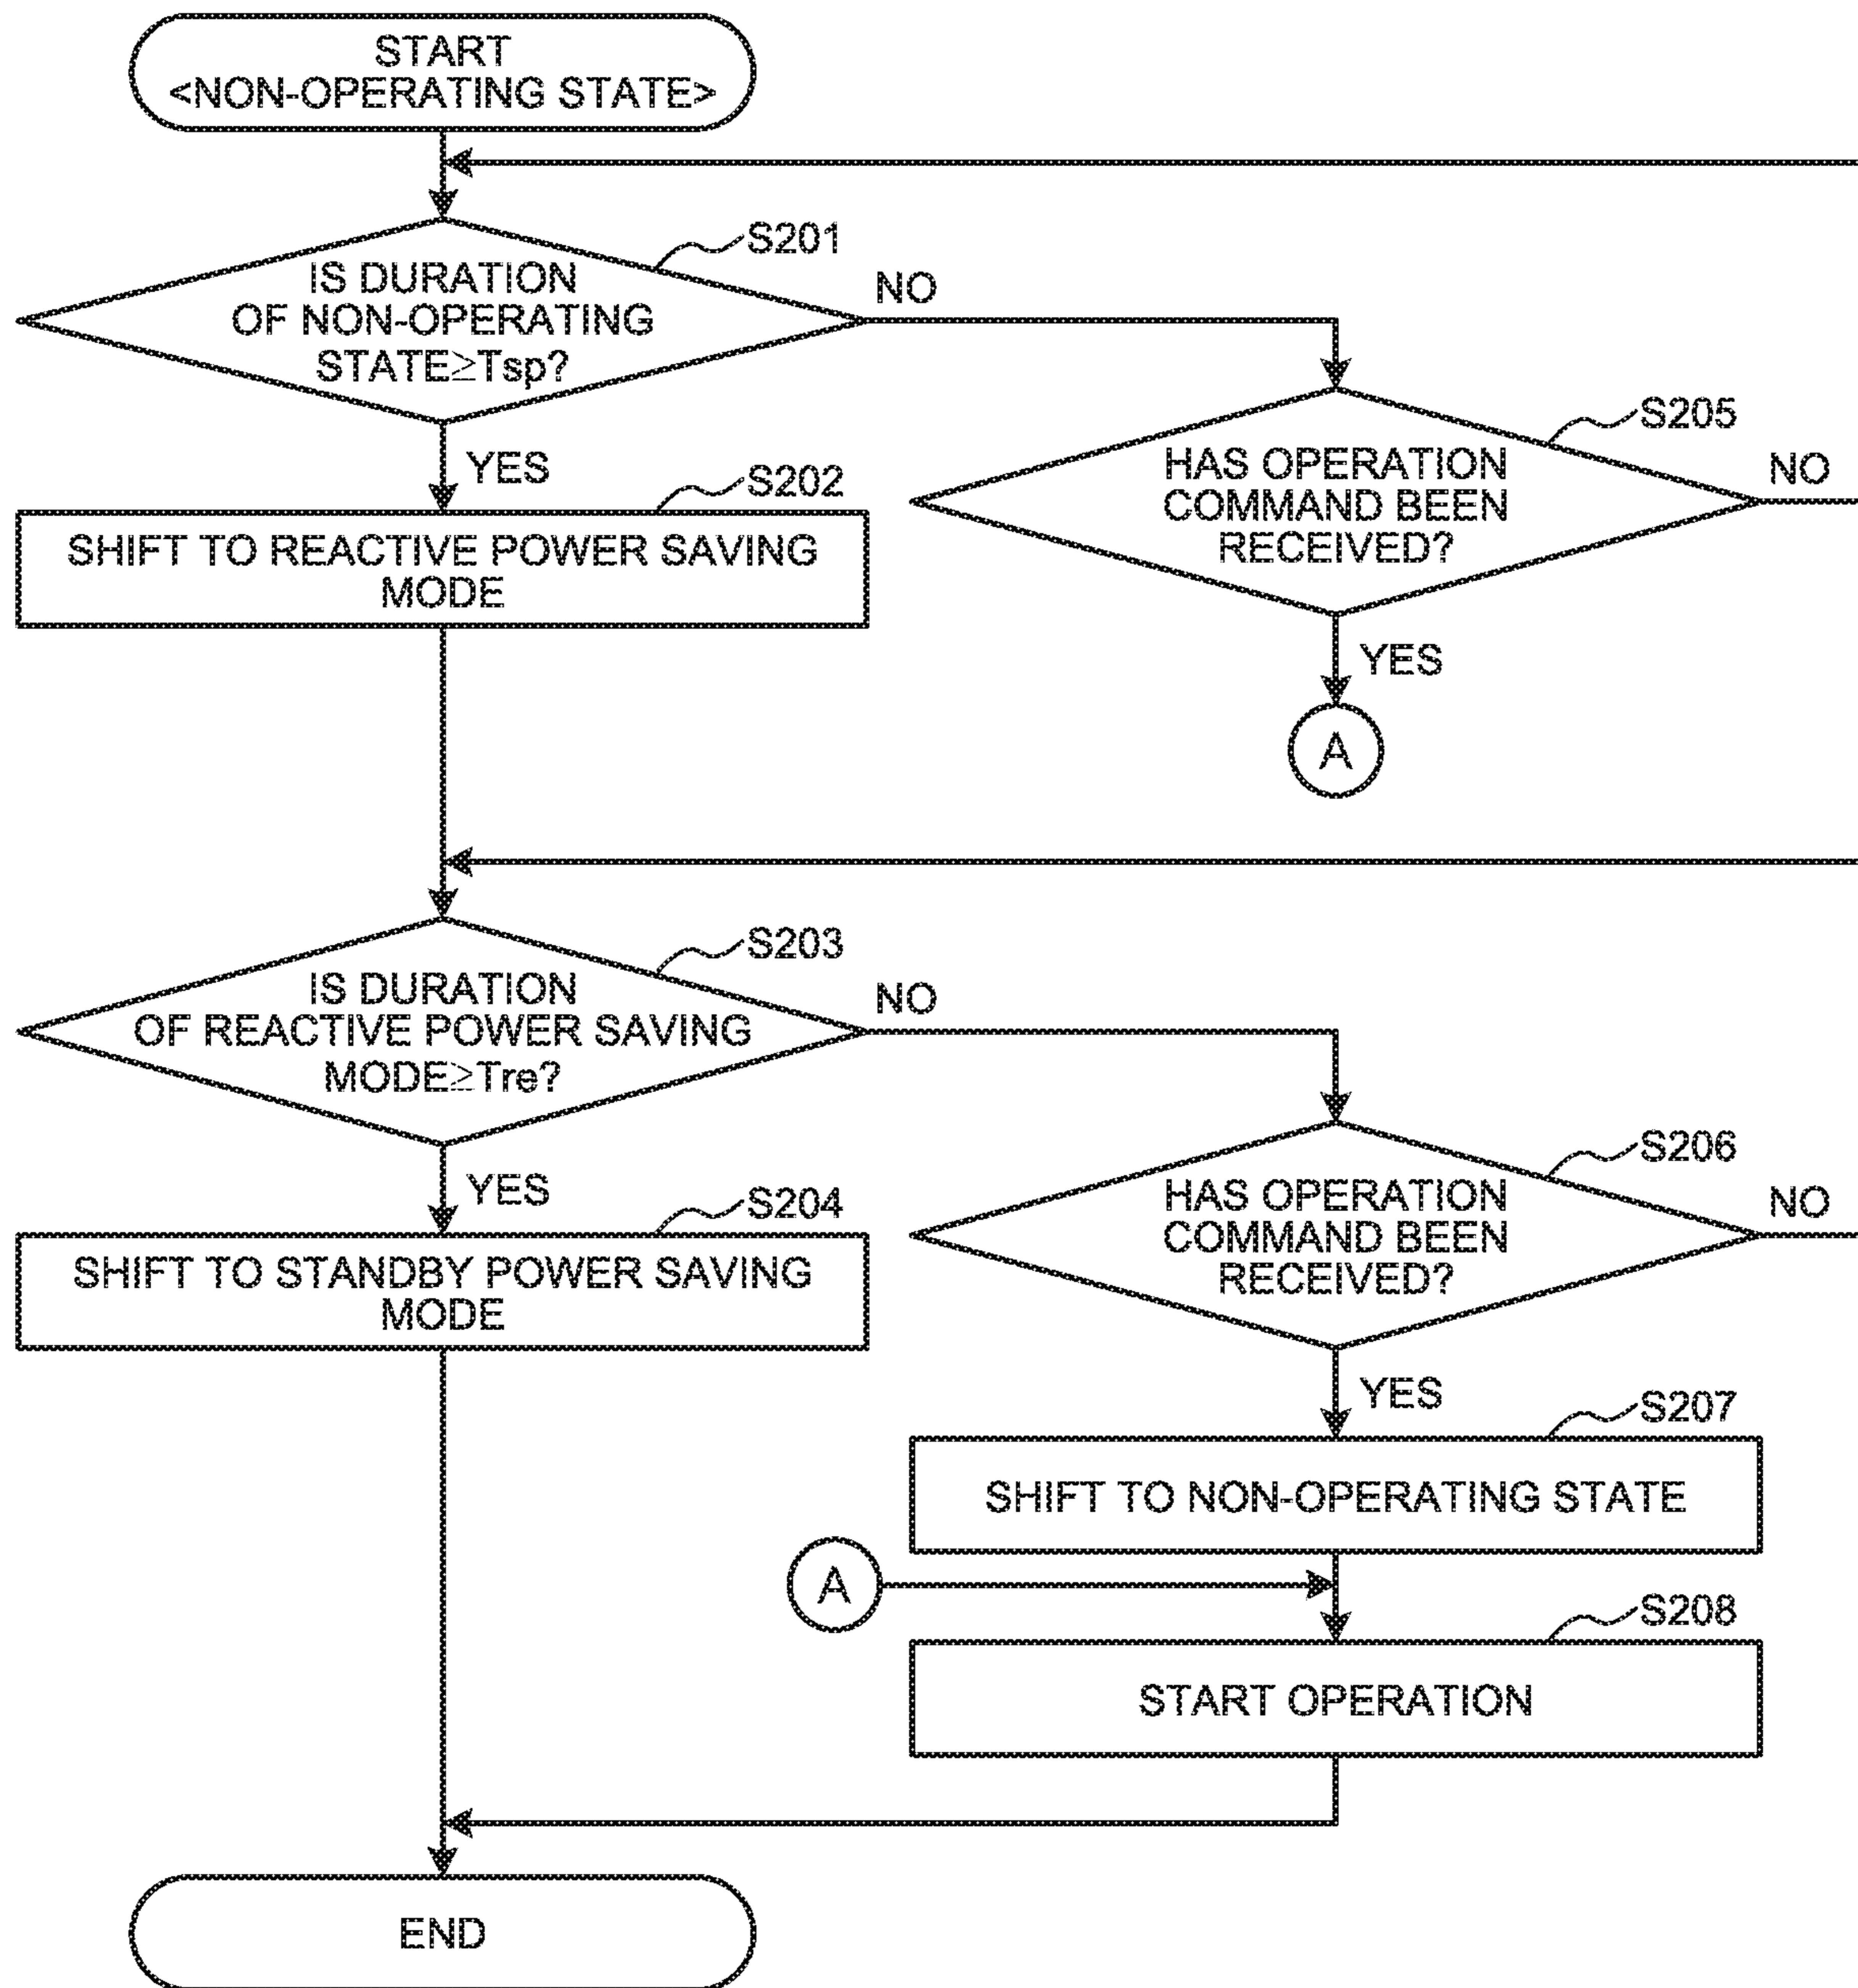 START
<NON-OPERATING STATE>
S201
IS DURATION
OF NON-OPERATING
STATE≥Tsp?
NO
YES
S202
SHIFT TO REACTIVE POWER SAVING
MODE
S205
HAS OPERATION
COMMAND BEEN
RECEIVED?
NO
YES
A
S203
IS DURATION
OF REACTIVE POWER SAVING
MODE≥Tre?
NO
YES
S204
SHIFT TO STANDBY POWER SAVING
MODE
S206
HAS OPERATION
COMMAND BEEN
RECEIVED?
NO
YES
S207
SHIFT TO NON-OPERATING STATE
A
S208
START OPERATION
END